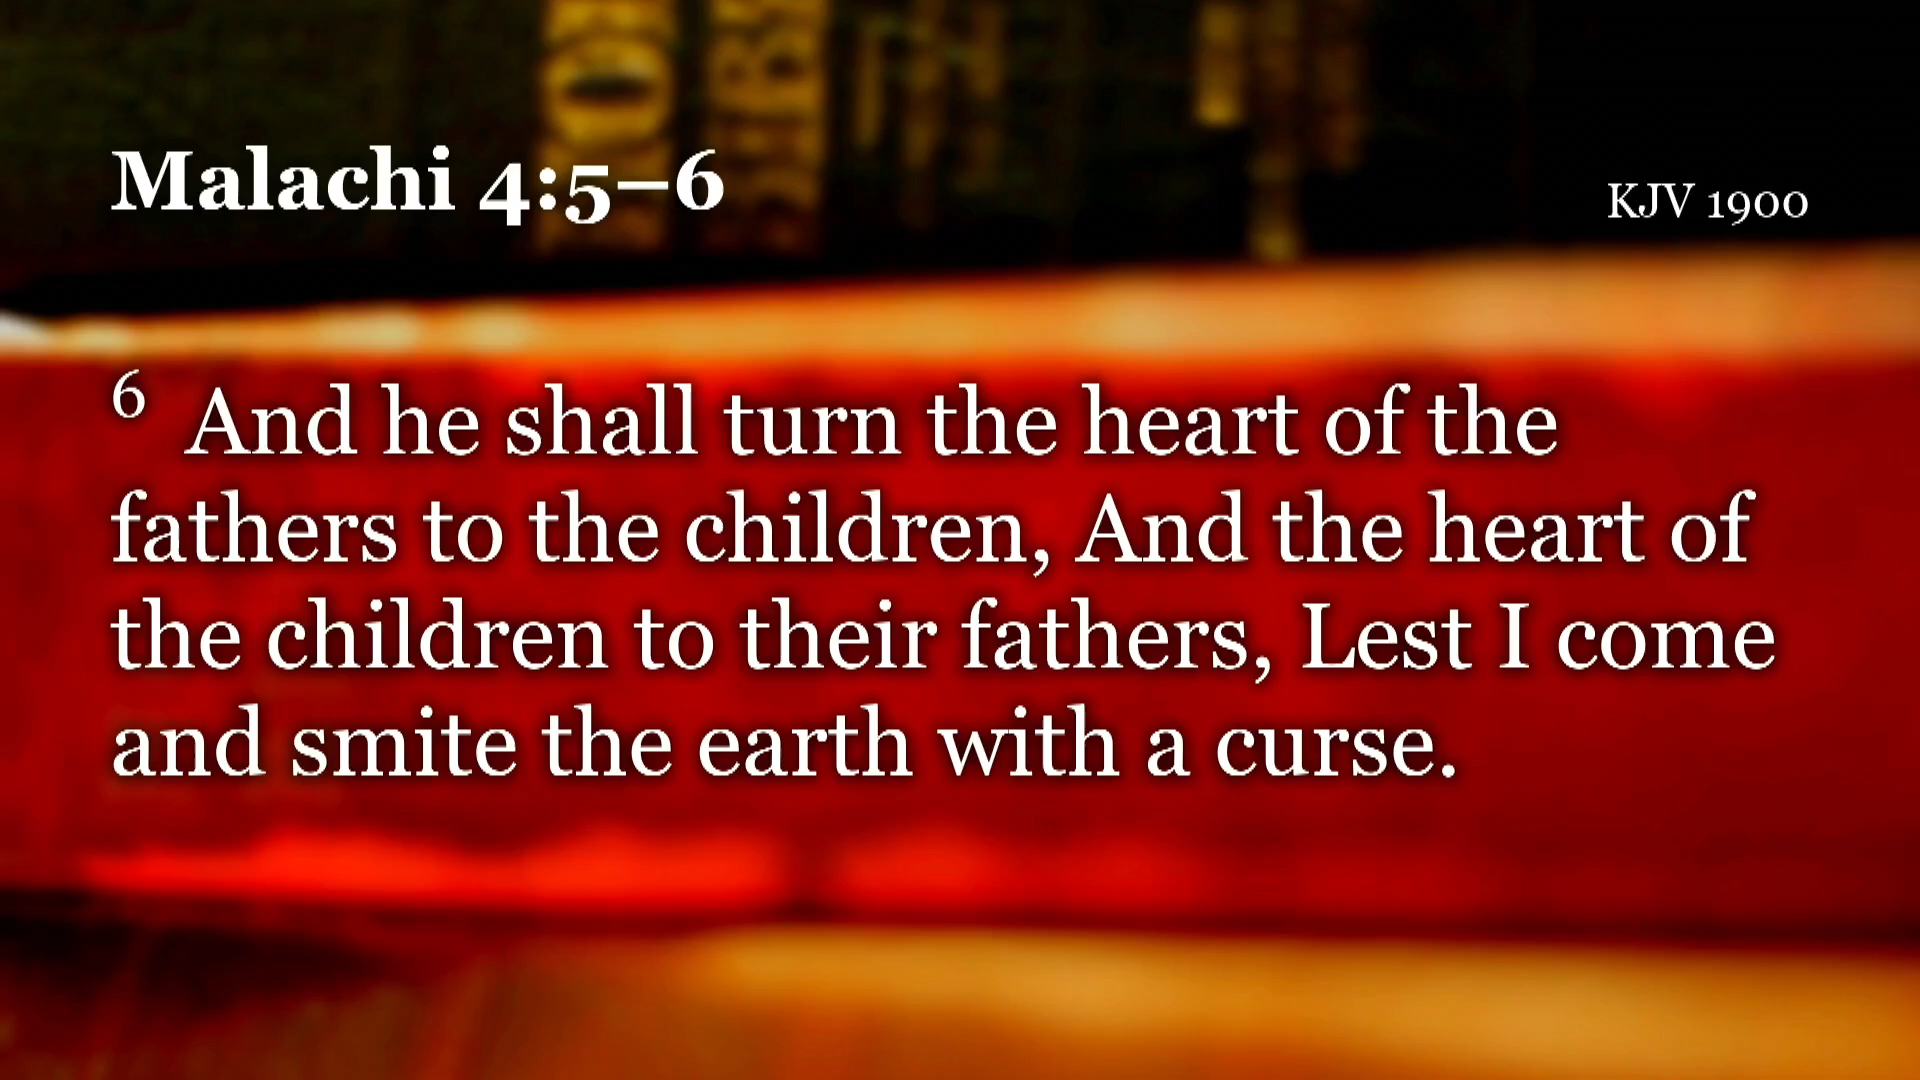 Malachi 4:5–6
KJV 1900
6 And he shall turn the heart of the
fathers to the children, And the heart of
the children to their fathers, Lest I come
and smite the earth with a curse.